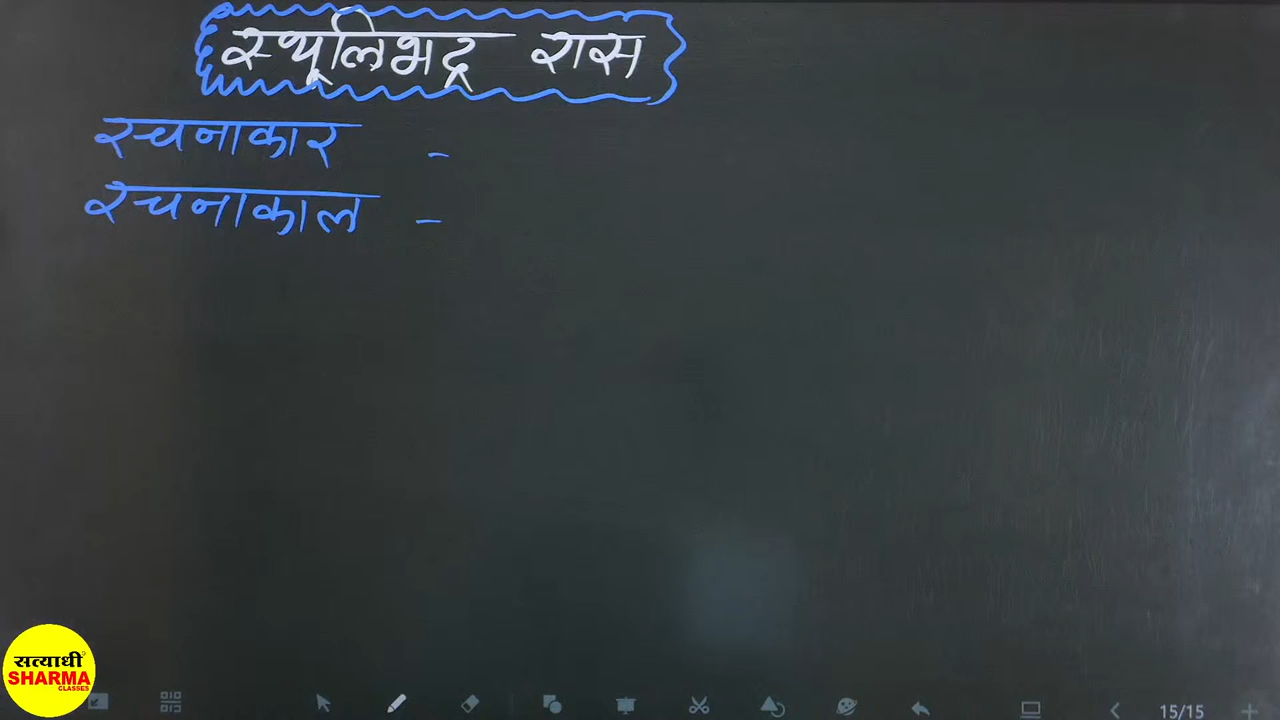 स्थूलिभद्र रास
रचनाकार -
रचनाकाल -
सत्याधी
SHARMA
CLASSES
15/15